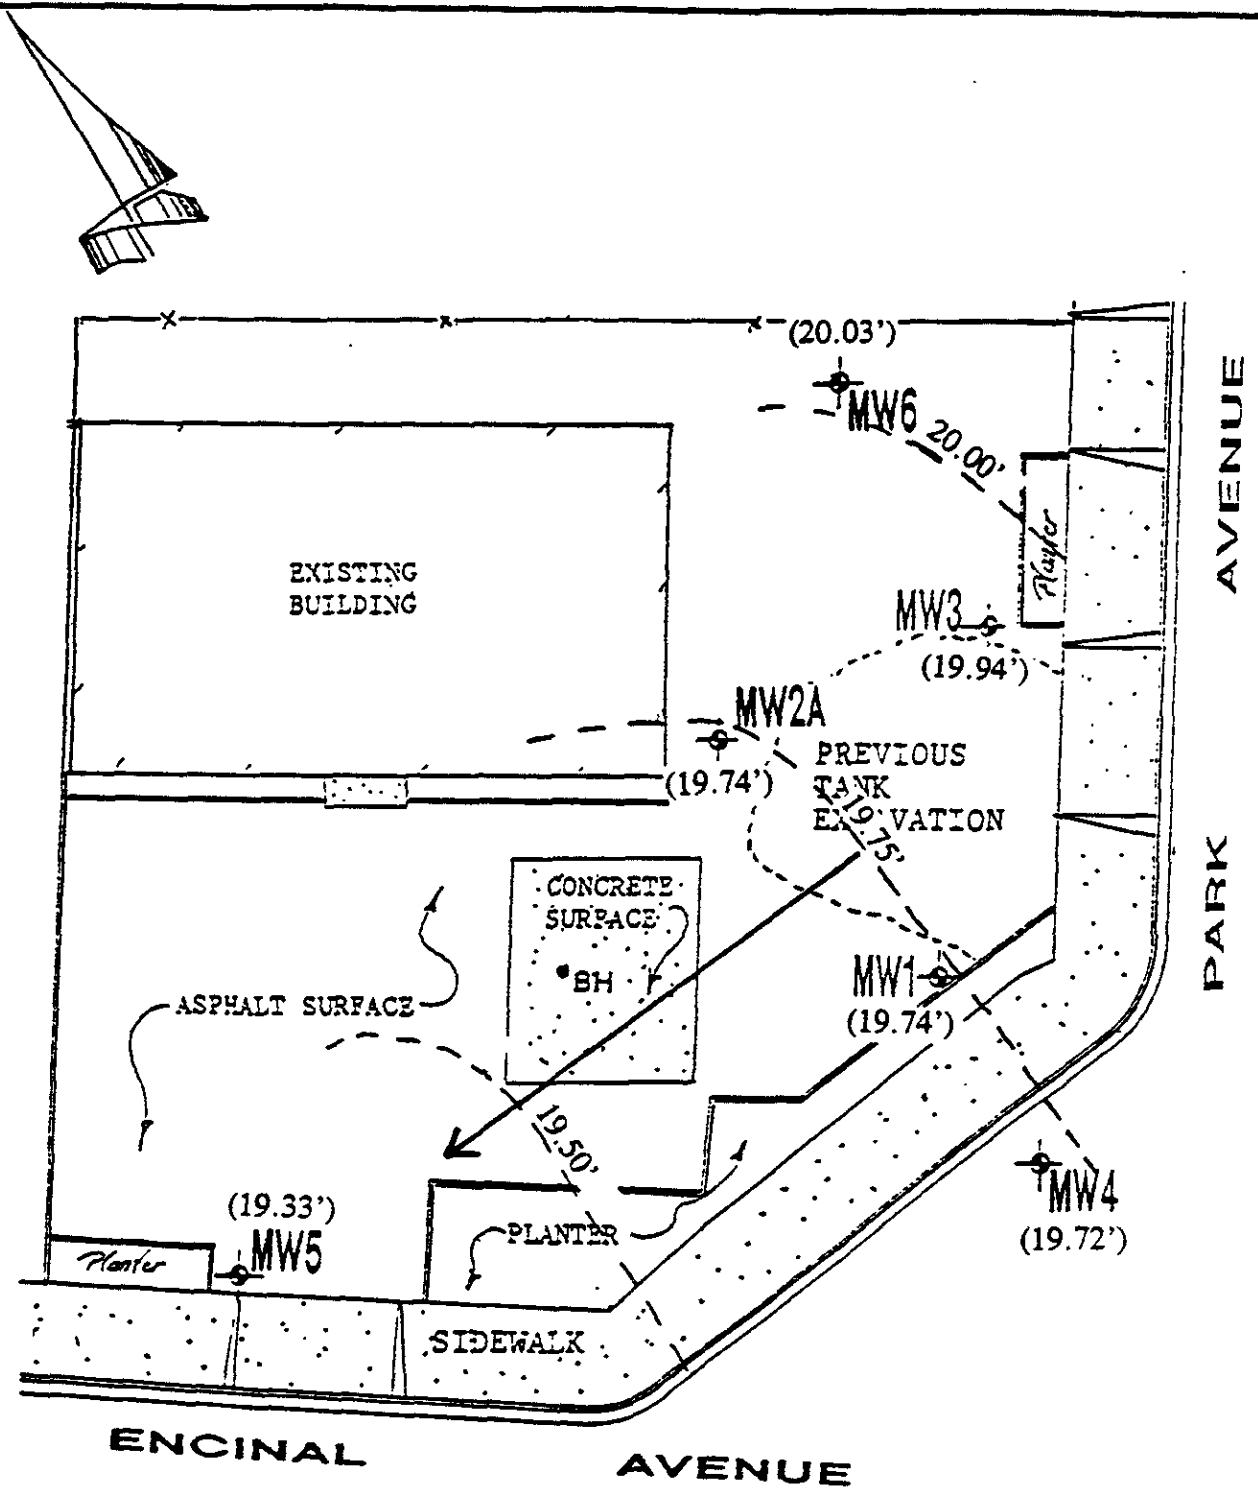 (20.03')
MW6
20.00'
AVENUE
Planter
EXISTING
BUILDING
MW3
(19.94')
MW2A
(19.74')
PREVIOUS
TANK
EXVATION
19.75'
CONCRETE
SURFACE
BH
PARK
MW1
(19.74')
ASPHALT SURFACE
19.50'
MW4
(19.72')
(19.33')
MW5
PLANTER
Planter
SIDEWALK
ENCINAL AVENUE